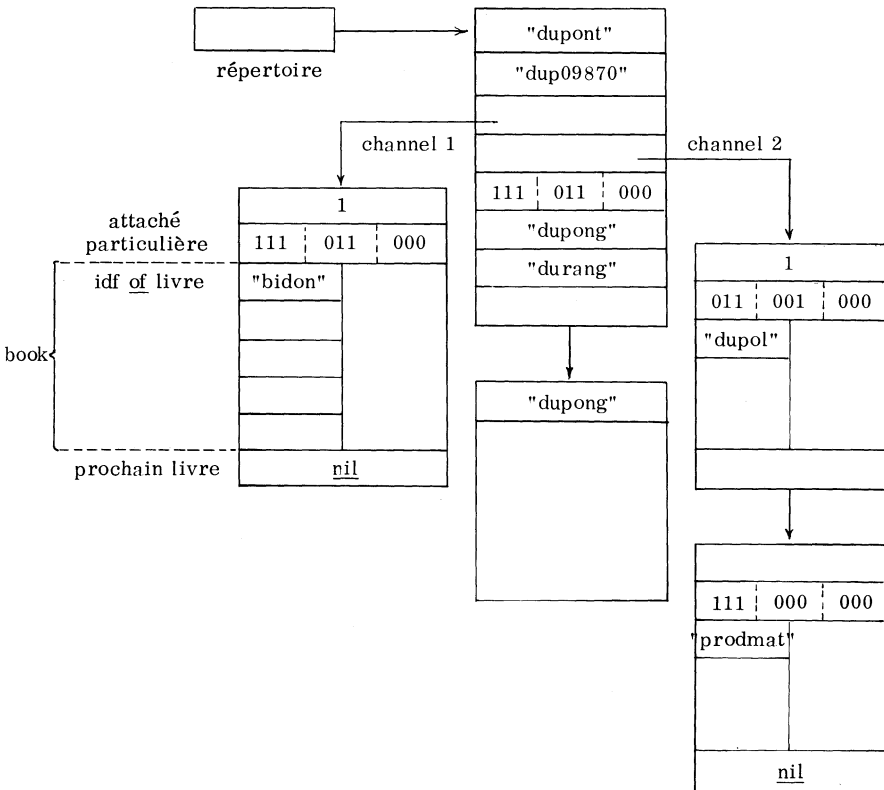 "dupont"
répertoire
"dup09870"
channel 1
channel 2
111 011 000
"dupong"
"durang"
1
attaché
particulière
111 011 000
idf of livre
"bidon"
book
prochain livre
nil
"dupong"
1
011 001 000
"dupol"
111 000 000
"prodmat"
nil